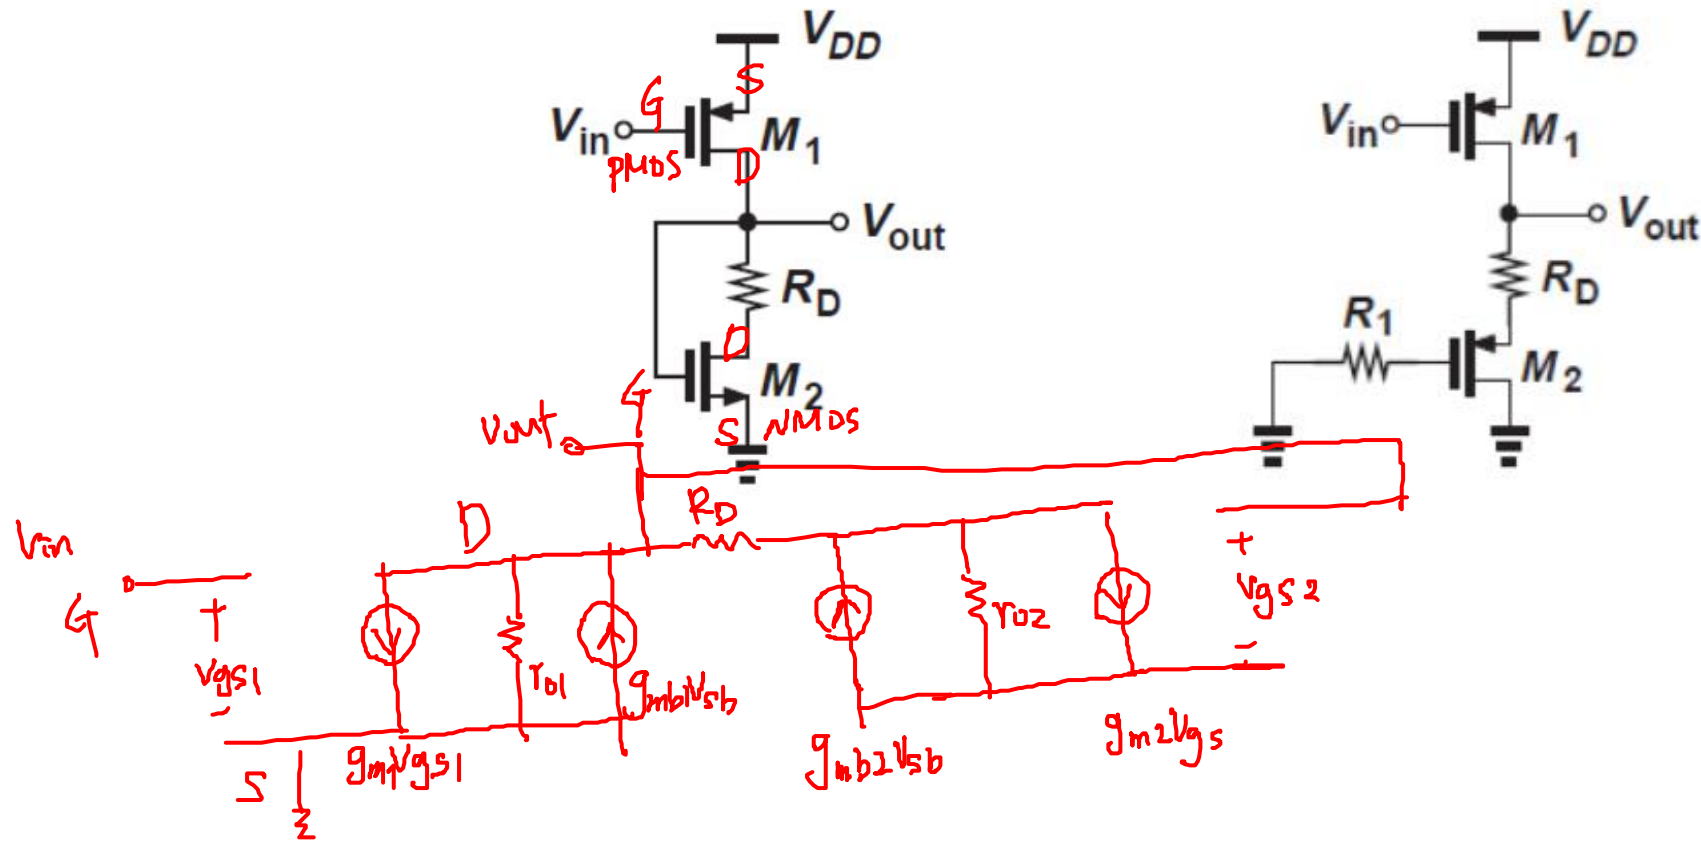 VDD
S
G
Vin
M1
PMOS
D
Vout
RD
D
M2
G
S
NMOS
VDD
Vin
M1
Vout
RD
R1
M2
Vout
RD
D
Vin
G
+
vgs1
-
ro1
gmb1vsb
S
gm1vgs1
ro2
+
vgs2
-
gmb2vsb
gm2vgs